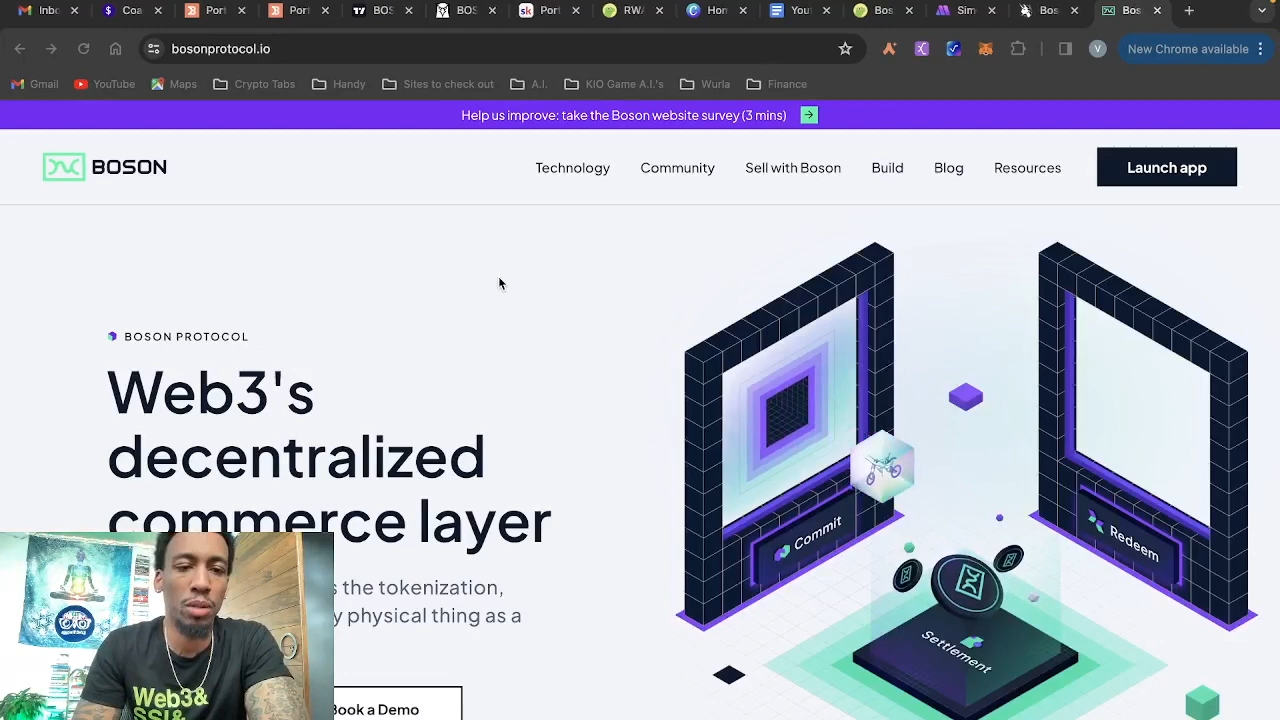 Inbo
Coa
Port
Port
BOS
BOS
Port
RWA
Hon
You
Bos
Sim
Bos
Bos
bosonprotocol.io
V
New Chrome available
Gmail
YouTube
Maps
Crypto Tabs
Handy
Sites to check out
A.I.
KIO Game A.I.'s
Wurla
Finance
Help us improve: take the Boson website survey (3 mins)
BOSON
Technology
Community
Sell with Boson
Build
Blog
Resources
Launch app
BOSON PROTOCOL
Web3's
decentralized
commerce layer
the tokenization,
physical thing as a
Book a Demo
Commit
Redeem
Settlement
Web3&